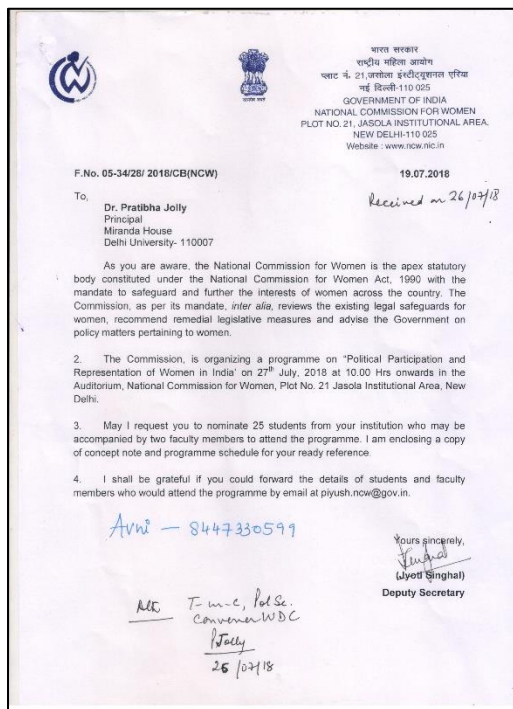 भारत सरकार
राष्ट्रीय महिला आयोग
प्लाट नं. 21,जसोला इंस्टीट्यूशनल एरिया
नई दिल्ली-110 025
GOVERNMENT OF INDIA
NATIONAL COMMISSION FOR WOMEN
PLOT NO. 21, JASOLA INSTITUTIONAL AREA,
NEW DELHI-110 025
Website : www.ncw.nic.in
F.No. 05-34/28/ 2018/CB(NCW)
19.07.2018
Received on 26/07/18
To,
Dr. Pratibha Jolly
Principal
Miranda House
Delhi University- 110007
As you are aware, the National Commission for Women is the apex statutory
body constituted under the National Commission for Women Act, 1990 with the
mandate to safeguard and further the interests of women across the country. The
Commission, as per its mandate, inter alia, reviews the existing legal safeguards for
women, recommend remedial legislative measures and advise the Government on
policy matters pertaining to women.
2. The Commission, is organizing a programme on "Political Participation and
Representation of Women in India' on 27th July, 2018 at 10.00 Hrs onwards in the
Auditorium, National Commission for Women, Plot No. 21 Jasola Institutional Area, New
Delhi.
3. May I request you to nominate 25 students from your institution who may be
accompanied by two faculty members to attend the programme. I am enclosing a copy
of concept note and programme schedule for your ready reference.
4. I shall be grateful if you could forward the details of students and faculty
members who would attend the programme by email at piyush.ncw@gov.in.
Avni — 8447330599
Yours sincerely,
(Jyoti Singhal)
Deputy Secretary
T-in-C, Pol Sc.
Convener WDC
PJolly
26/07/18